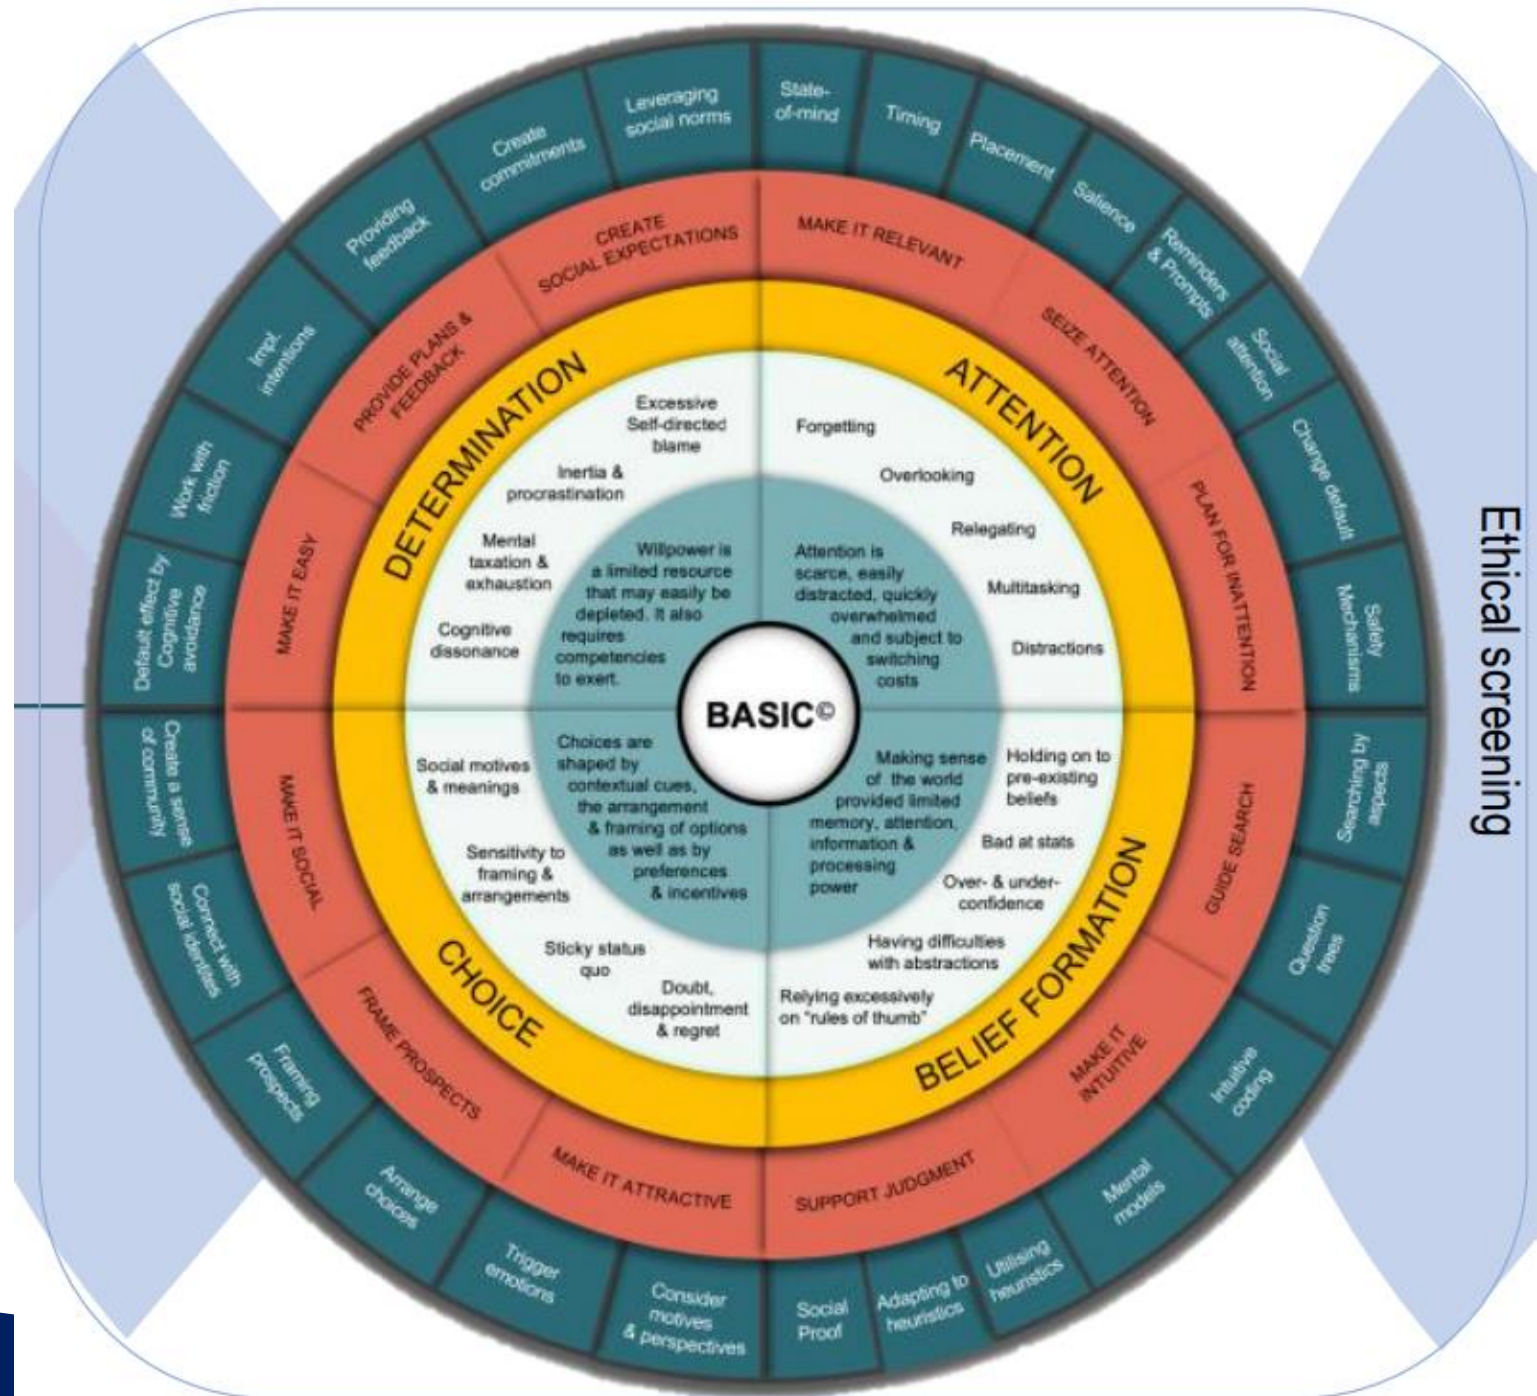 State-
of-mind
Timing
Placement
Salience
Reminders
& Prompts
Social
attention
Change default
Safety
Mechanisms
Searching by
aspects
Question
trees
Intuitive
coding
Mental
models
Utilising
heuristics
Adapting to
heuristics
Social
Proof
Consider
motives
& perspectives
Trigger
emotions
Arrange
choices
Framing
prospects
Connect with
social identities
Create a sense
of community
Default effect by
Cognitive
avoidance
Work with
friction
Impl.
intentions
Providing
feedback
Create
commitments
Leveraging
social norms
MAKE IT RELEVANT
SEIZE ATTENTION
PLAN FOR INATTENTION
GUIDE SEARCH
MAKE IT
INTUITIVE
SUPPORT JUDGMENT
MAKE IT ATTRACTIVE
FRAME PROSPECTS
MAKE IT SOCIAL
MAKE IT EASY
PROVIDE PLANS &
FEEDBACK
CREATE
SOCIAL EXPECTATIONS
ATTENTION
BELIEF FORMATION
CHOICE
DETERMINATION
Forgetting
Overlooking
Relegating
Multitasking
Distractions
Holding on to
pre-existing
beliefs
Bad at stats
Over- & under-
confidence
Having difficulties
with abstractions
Relying excessively
on "rules of thumb"
Doubt,
disappointment
& regret
Sticky status
quo
Sensitivity to
framing &
arrangements
Social motives
& meanings
Cognitive
dissonance
Mental
taxation &
exhaustion
Inertia &
procrastination
Excessive
Self-directed
blame
Attention is
scarce, easily
distracted, quickly
overwhelmed
and subject to
switching
costs
Making sense
of the world
provided limited
memory, attention,
information &
processing
power
Choices are
shaped by
contextual cues,
the arrangement
& framing of options
as well as by
preferences
& incentives
Willpower is
a limited resource
that may easily be
depleted. It also
requires
competencies
to exert.
BASIC©
Ethical screening